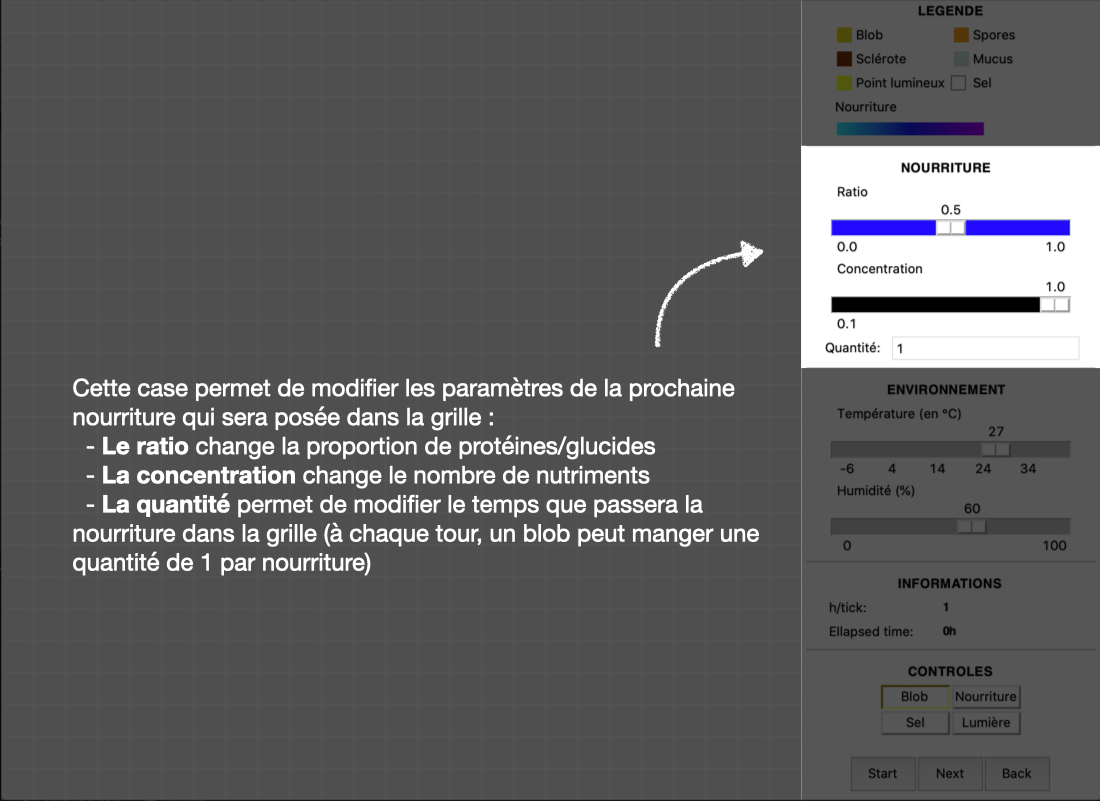 LEGENDE
Blob Spores
Sclérote Mucus
Point lumineux Sel
Nourriture
NOURRITURE
Ratio
0.5
0.0 1.0
Concentration
1.0
0.1
Quantité: 1
Cette case permet de modifier les paramètres de la prochaine
nourriture qui sera posée dans la grille :
- Le ratio change la proportion de protéines/glucides
- La concentration change le nombre de nutriments
- La quantité permet de modifier le temps que passera la
nourriture dans la grille (à chaque tour, un blob peut manger une
quantité de 1 par nourriture)
ENVIRONNEMENT
Température (en °C)
27
-6 4 14 24 34
Humidité (%)
60
0 100
INFORMATIONS
h/tick: 1
Ellapsed time: 0h
CONTROLES
Blob Nourriture
Sel Lumière
Start Next Back